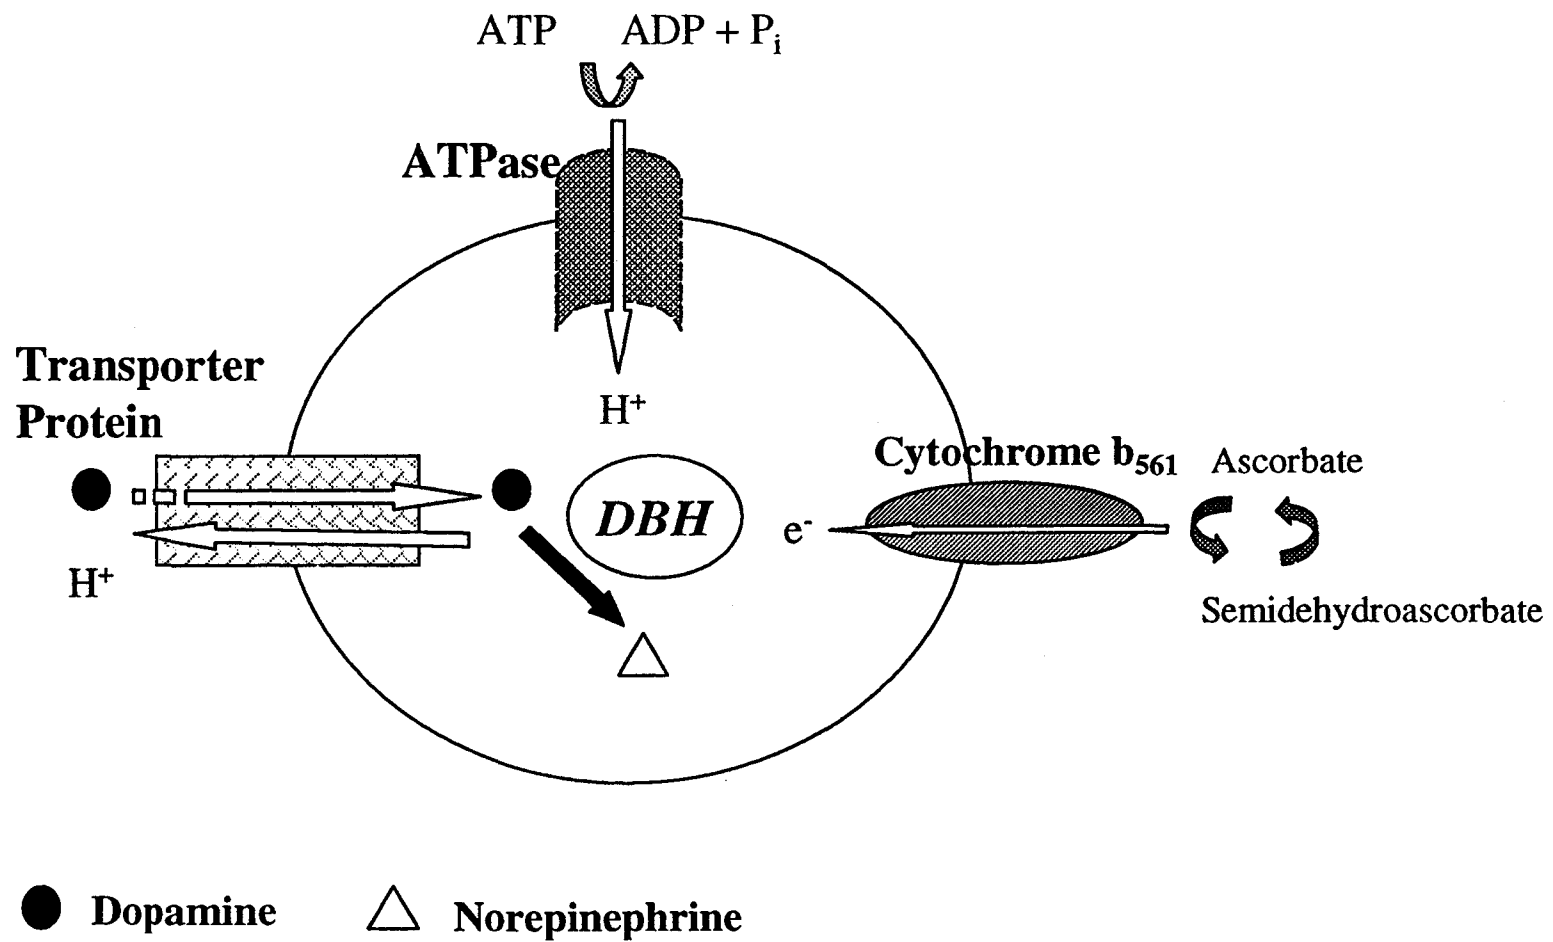 ATP ADP + Pi
ATPase
Transporter
Protein
H+
H+
DBH
Cytochrome b561
e-
Ascorbate
Semidehydroascorbate
Dopamine
Norepinephrine